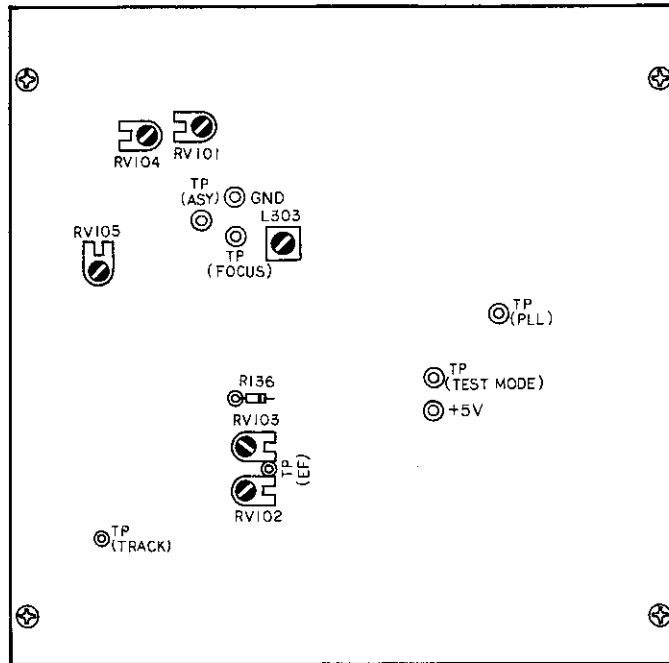 RV104
RV101
TP
(ASY)
GND
L303
RV105
TP
(FOCUS)
TP
(PLL)
TP
(TEST MODE)
+5V
R136
RV103
TP
(EF)
RV102
TP
(TRACK)